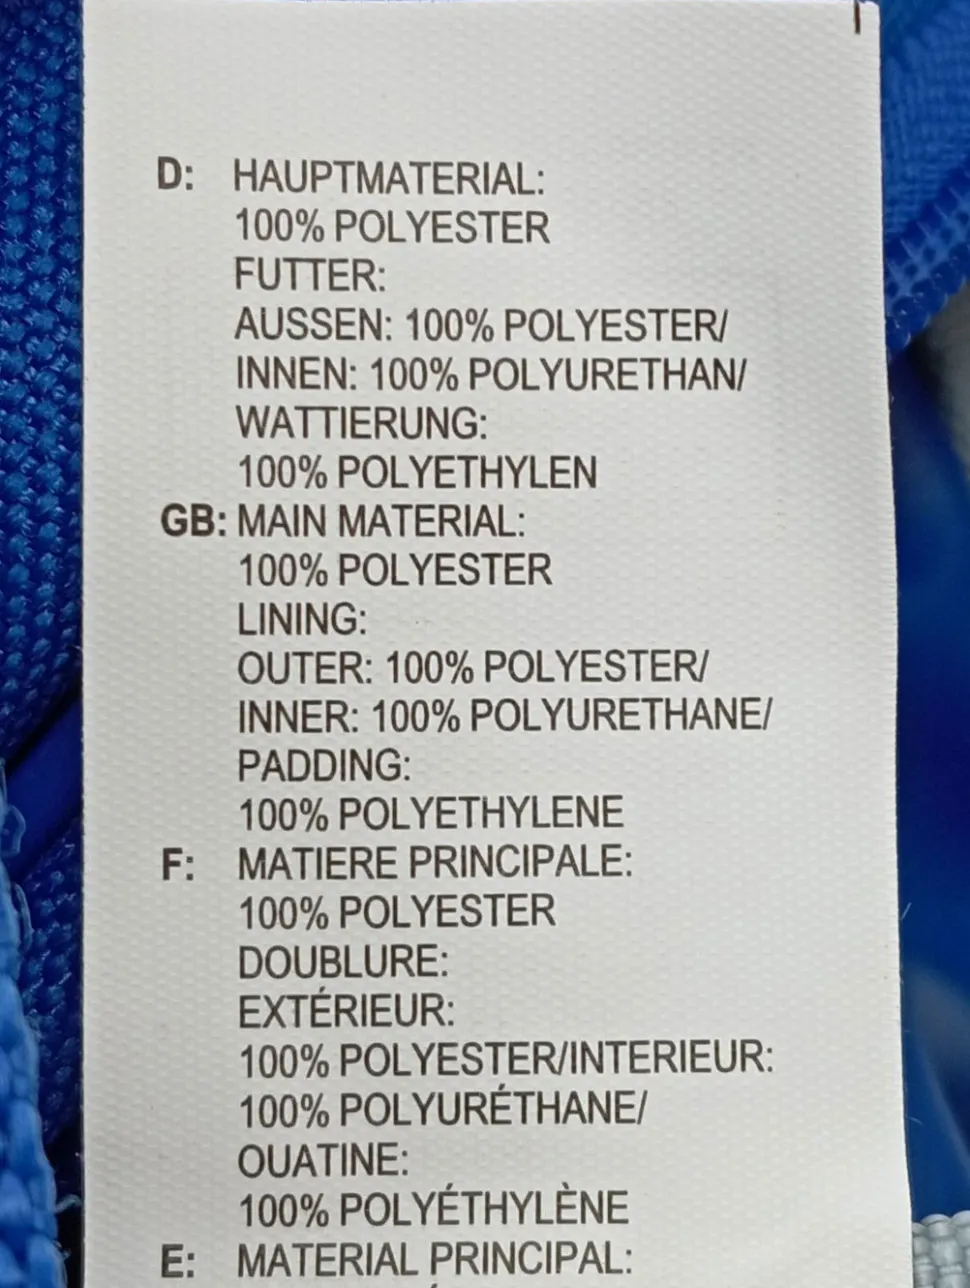 D: HAUPTMATERIAL:
100% POLYESTER
FUTTER:
AUSSEN: 100% POLYESTER/
INNEN: 100% POLYURETHAN/
WATTIERUNG:
100% POLYETHYLEN
GB: MAIN MATERIAL:
100% POLYESTER
LINING:
OUTER: 100% POLYESTER/
INNER: 100% POLYURETHANE/
PADDING:
100% POLYETHYLENE
F: MATIERE PRINCIPALE:
100% POLYESTER
DOUBLURE:
EXTÉRIEUR:
100% POLYESTER/INTERIEUR:
100% POLYURÉTHANE/
OUATINE:
100% POLYÉTHYLÈNE
E: MATERIAL PRINCIPAL: